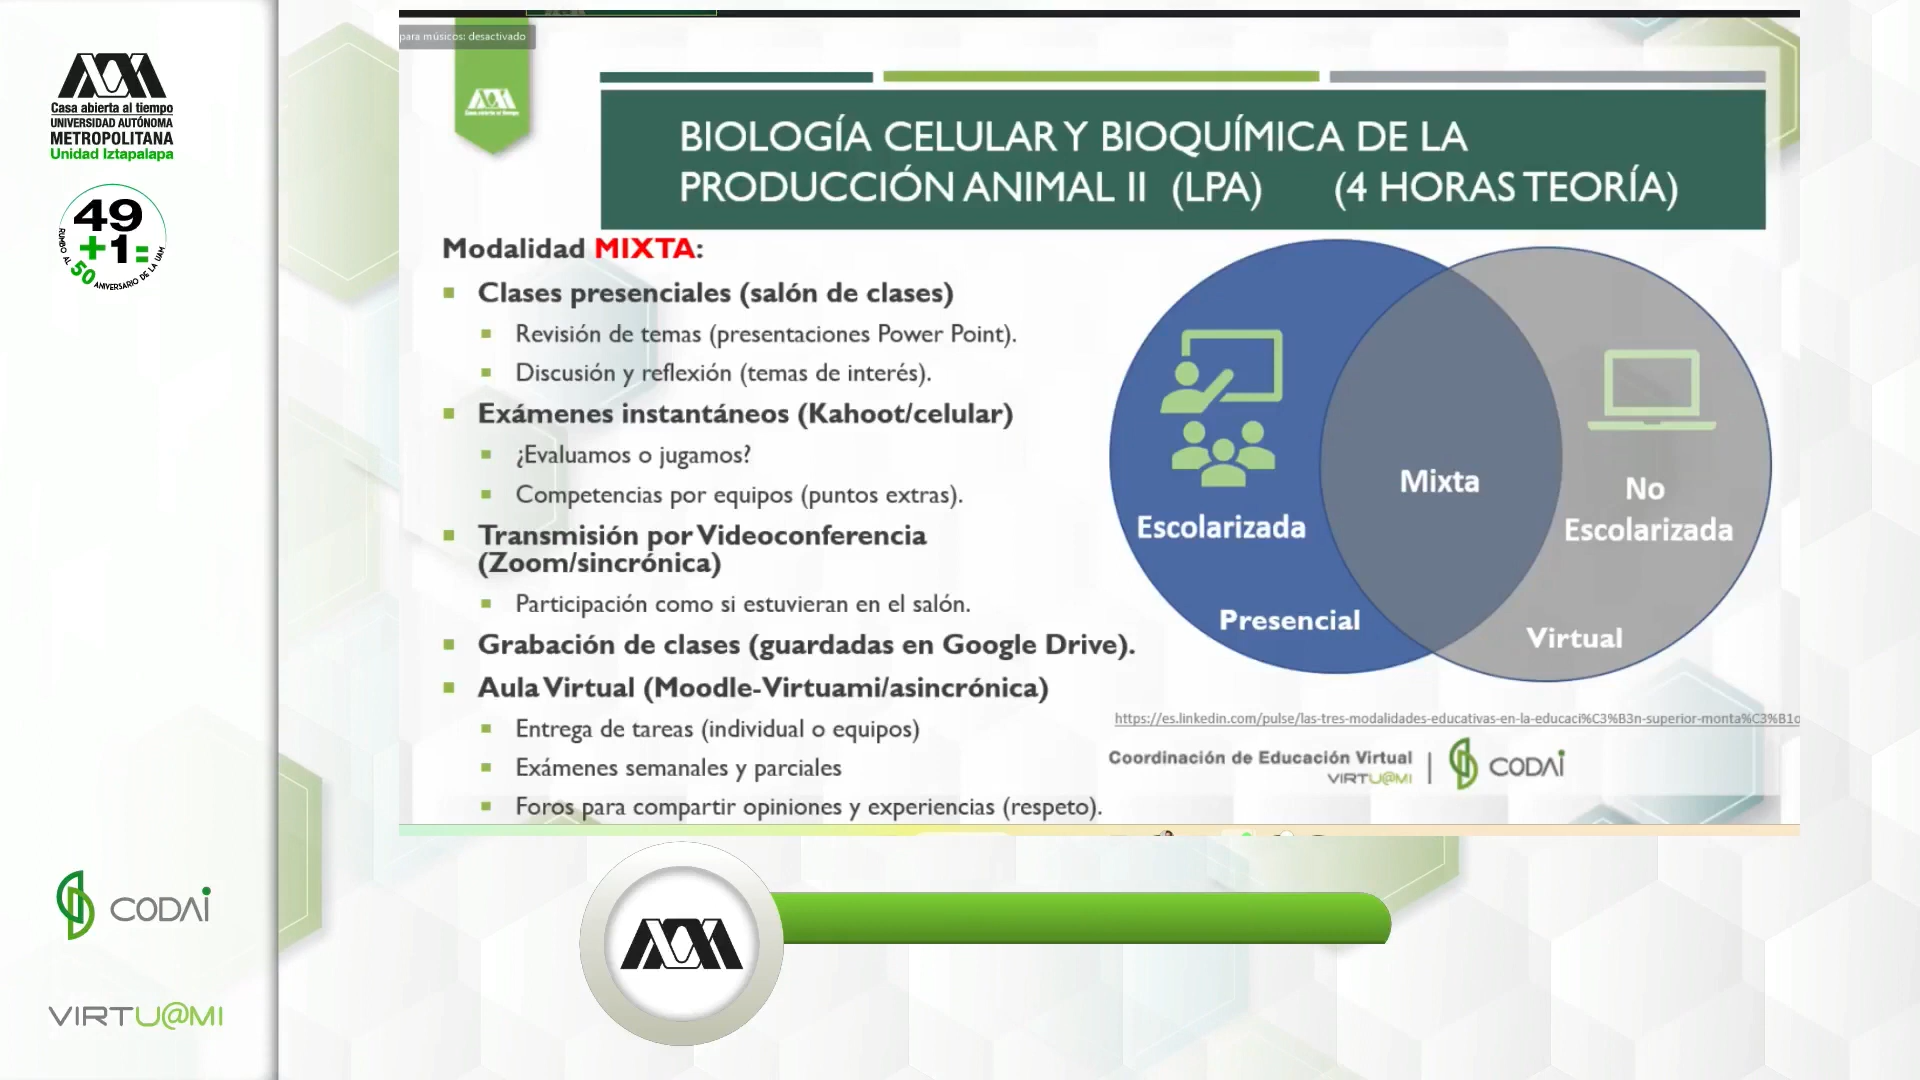 Casa abierta al tiempo
UNIVERSIDAD AUTÓNOMA
METROPOLITANA
Unidad Iztapalapa
49
+1=
RUMBO AL 50 ANIVERSARIO DE LA UAM
para músicos: desactivado
Casa abierta al tiempo
BIOLOGÍA CELULAR Y BIOQUÍMICA DE LA
PRODUCCIÓN ANIMAL II (LPA) (4 HORAS TEORÍA)
Modalidad MIXTA:
Clases presenciales (salón de clases)
Revisión de temas (presentaciones Power Point).
Discusión y reflexión (temas de interés).
Exámenes instantáneos (Kahoot/celular)
¿Evaluamos o jugamos?
Competencias por equipos (puntos extras).
Transmisión por Videoconferencia
(Zoom/sincrónica)
Participación como si estuvieran en el salón.
Grabación de clases (guardadas en Google Drive).
Aula Virtual (Moodle-Virtuami/asincrónica)
Entrega de tareas (individual o equipos)
Exámenes semanales y parciales
Foros para compartir opiniones y experiencias (respeto).
Escolarizada
Presencial
Mixta
No
Escolarizada
Virtual
https://es.linkedin.com/pulse/las-tres-modalidades-educativas-en-la-educaci%C3%B3n-superior-monta%C3%B1o
Coordinación de Educación Virtual
VIRTU@MI
CODAI
CODAI
VIRTU@MI